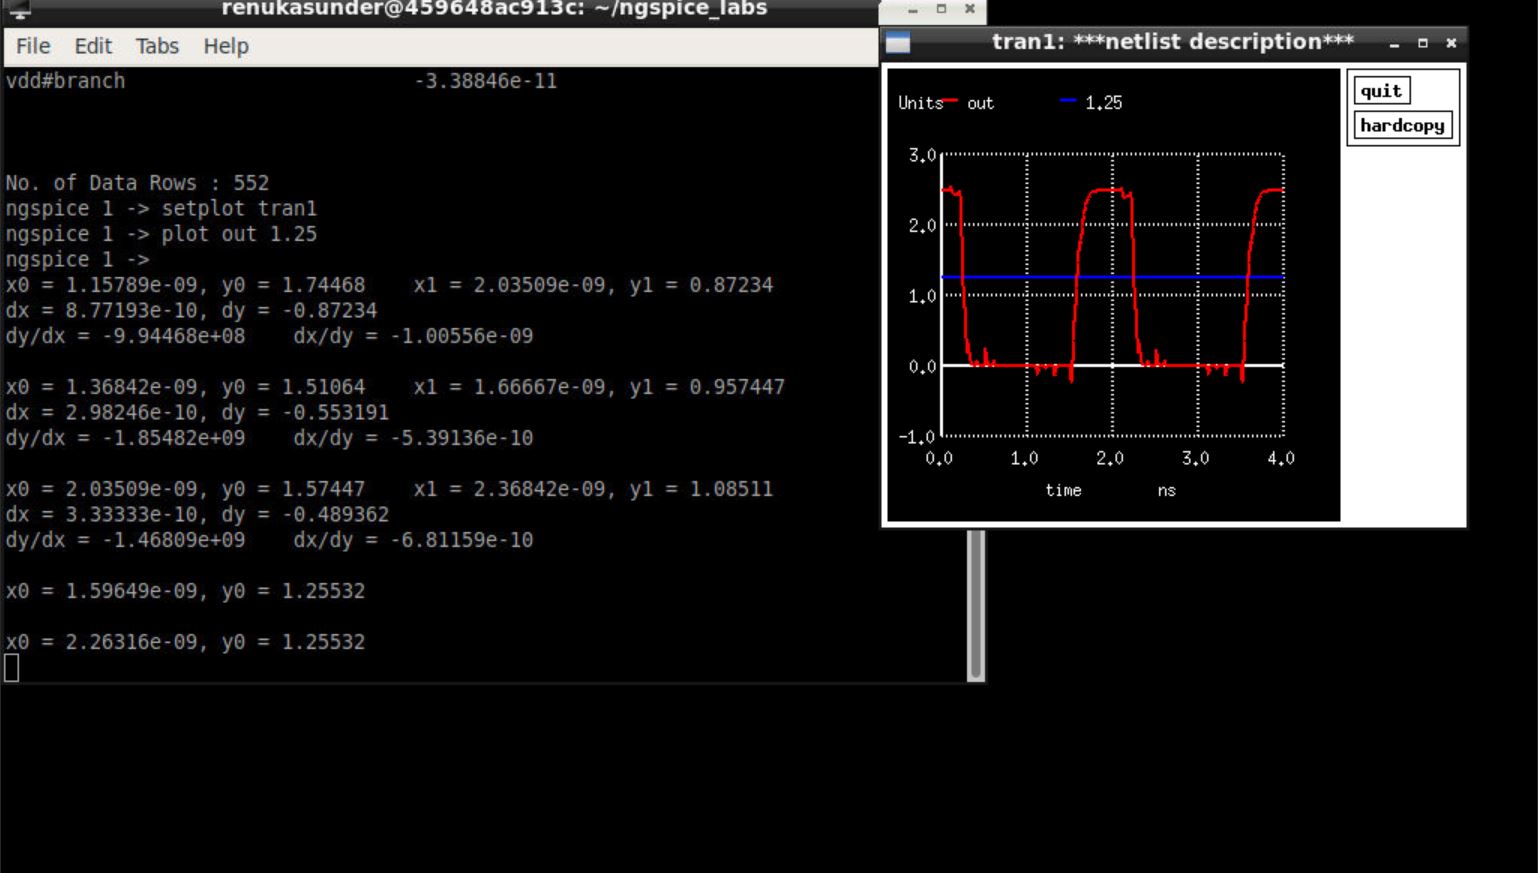 renukasunder@459648ac913c: ~/ngspice_labs
File Edit Tabs Help
vdd#branch -3.38846e-11
No. of Data Rows : 552
ngspice 1 -> setplot tran1
ngspice 1 -> plot out 1.25
ngspice 1 ->
x0 = 1.15789e-09, y0 = 1.74468 x1 = 2.03509e-09, y1 = 0.87234
dx = 8.77193e-10, dy = -0.87234
dy/dx = -9.94468e+08 dx/dy = -1.00556e-09
x0 = 1.36842e-09, y0 = 1.51064 x1 = 1.66667e-09, y1 = 0.957447
dx = 2.98246e-10, dy = -0.553191
dy/dx = -1.85482e+09 dx/dy = -5.39136e-10
x0 = 2.03509e-09, y0 = 1.57447 x1 = 2.36842e-09, y1 = 1.08511
dx = 3.33333e-10, dy = -0.489362
dy/dx = -1.46809e+09 dx/dy = -6.81159e-10
x0 = 1.59649e-09, y0 = 1.25532
x0 = 2.26316e-09, y0 = 1.25532
tran1: ***netlist description***
quit
hardcopy
Units out 1.25
3.0
2.0
1.0
0.0
-1.0
0.0 1.0 2.0 3.0 4.0
time ns